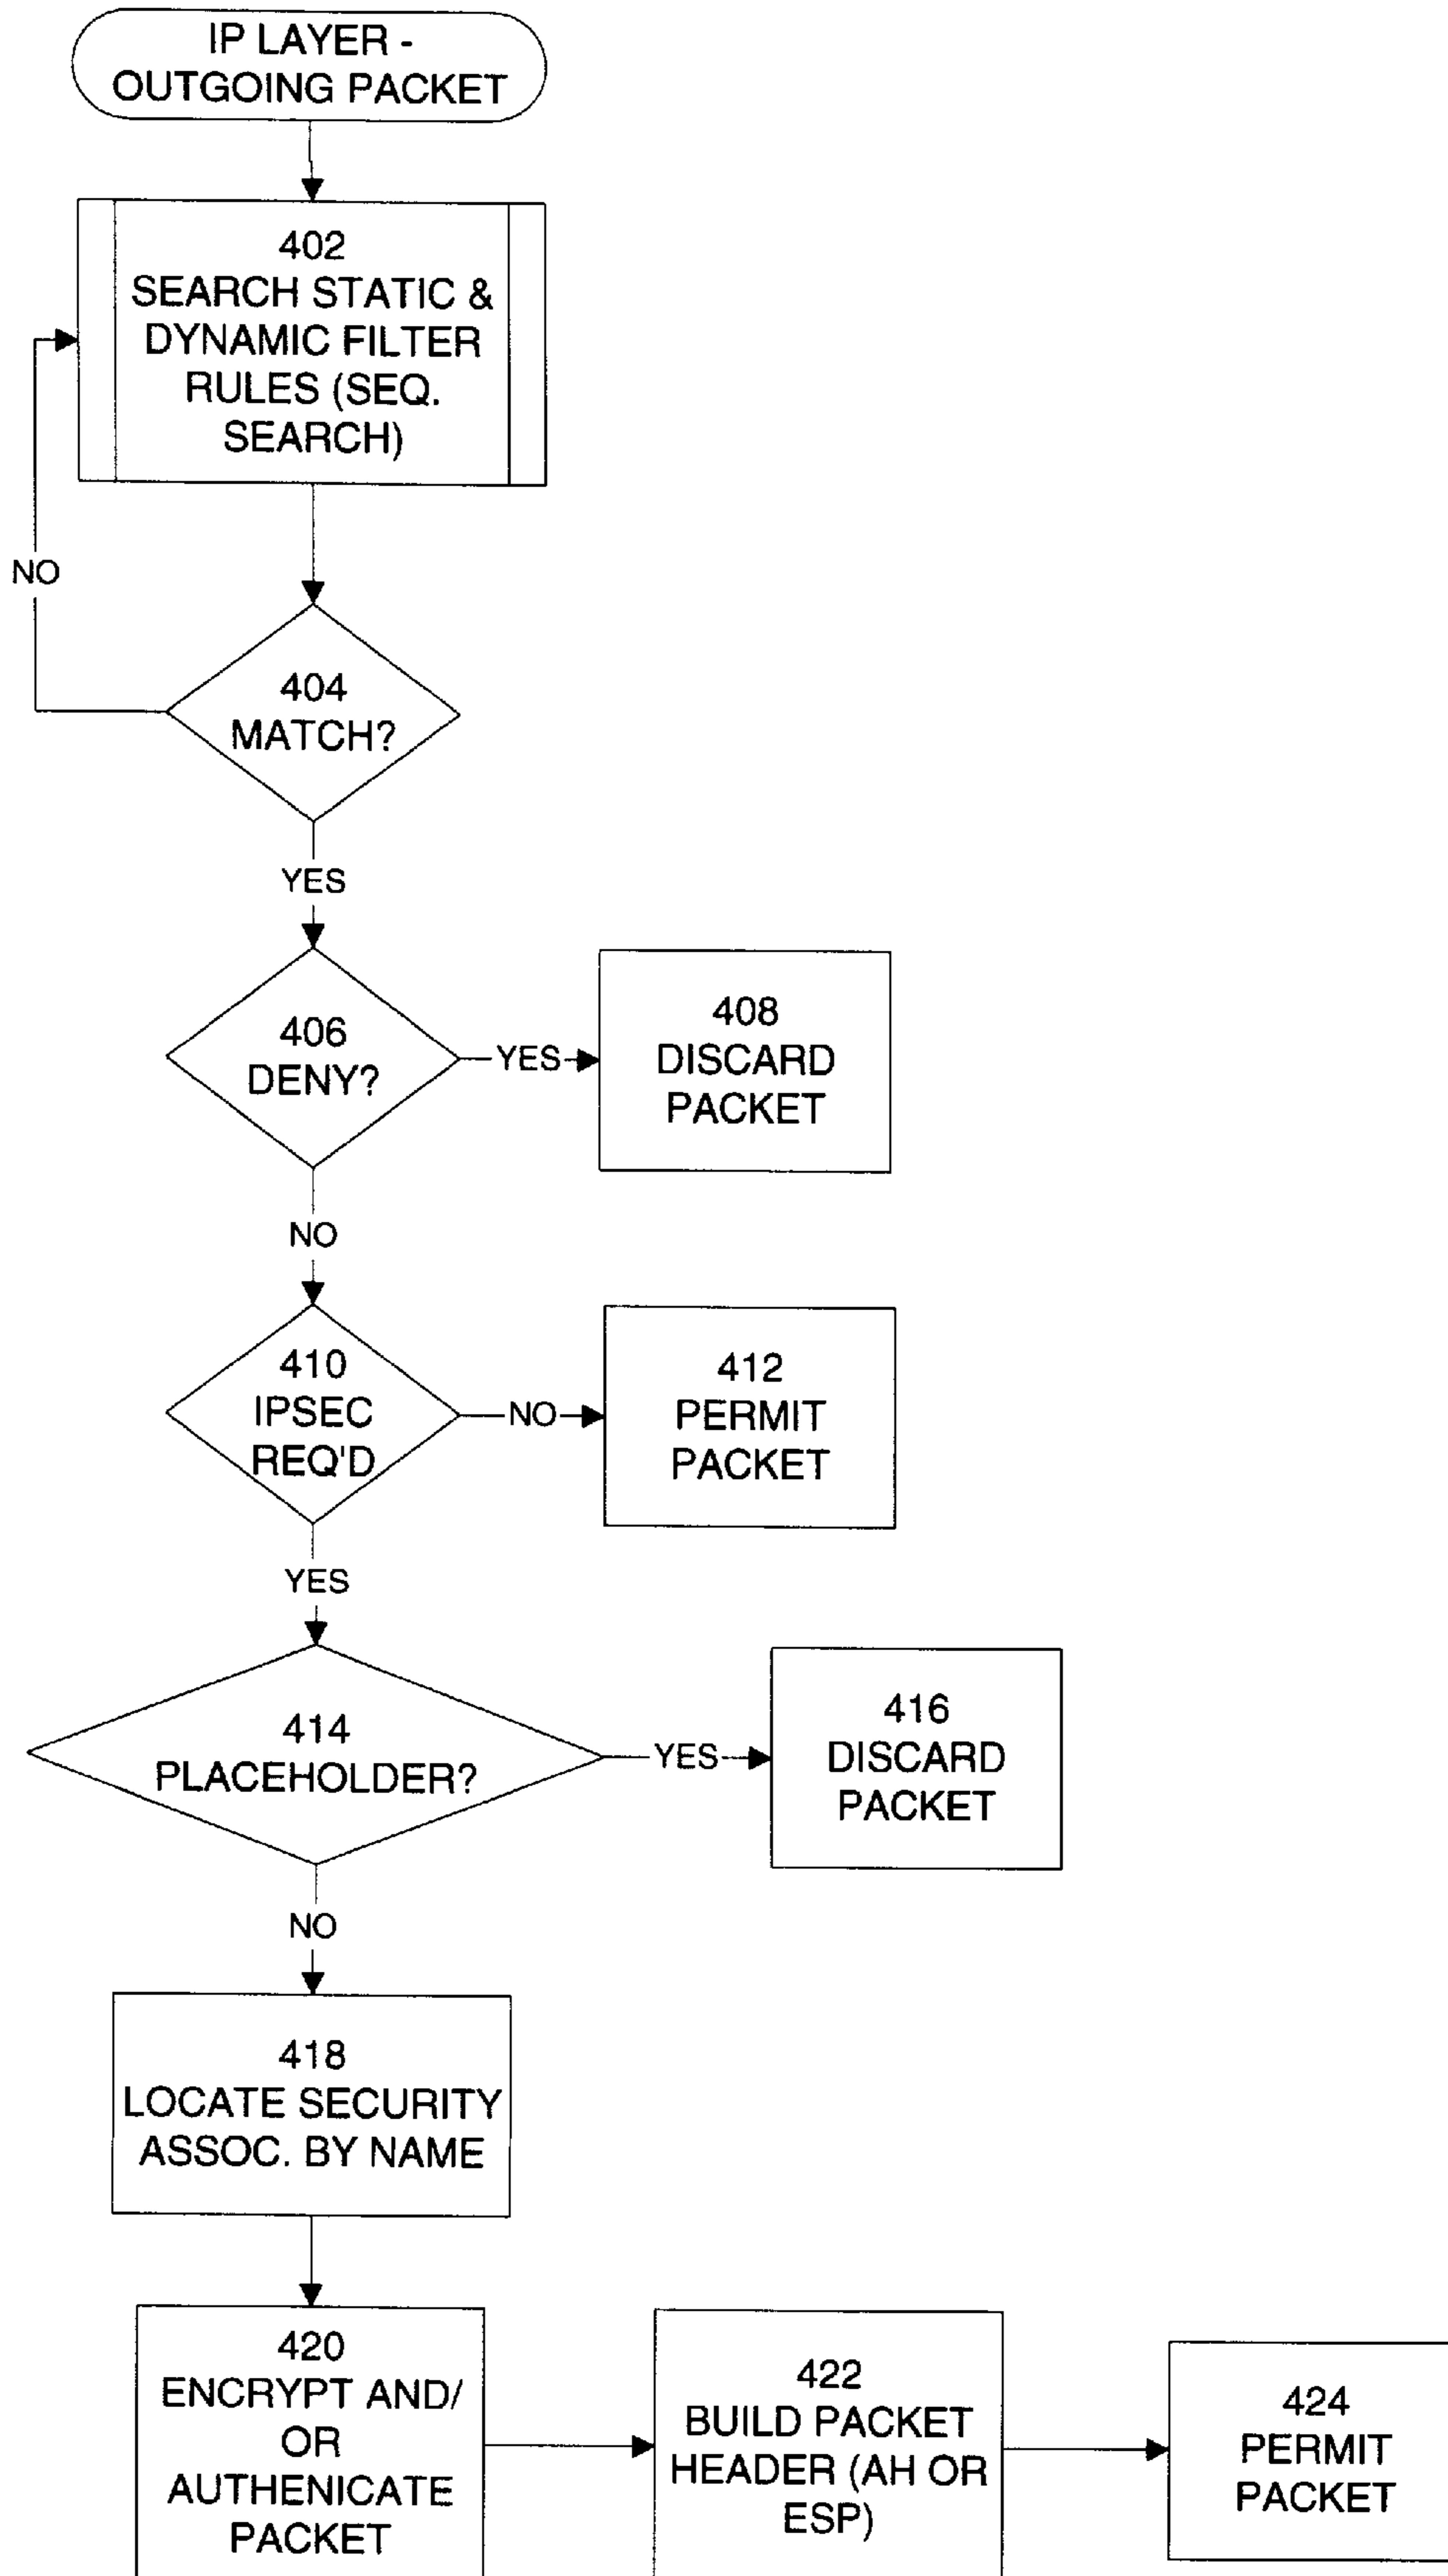 IP LAYER -
OUTGOING PACKET
402
SEARCH STATIC &
DYNAMIC FILTER
RULES (SEQ.
SEARCH)
NO
404
MATCH?
YES
406
DENY?
YES
408
DISCARD
PACKET
NO
410
IPSEC
REQ'D
NO
412
PERMIT
PACKET
YES
414
PLACEHOLDER?
YES
416
DISCARD
PACKET
NO
418
LOCATE SECURITY
ASSOC. BY NAME
420
ENCRYPT AND/
OR
AUTHENICATE
PACKET
422
BUILD PACKET
HEADER (AH OR
ESP)
424
PERMIT
PACKET